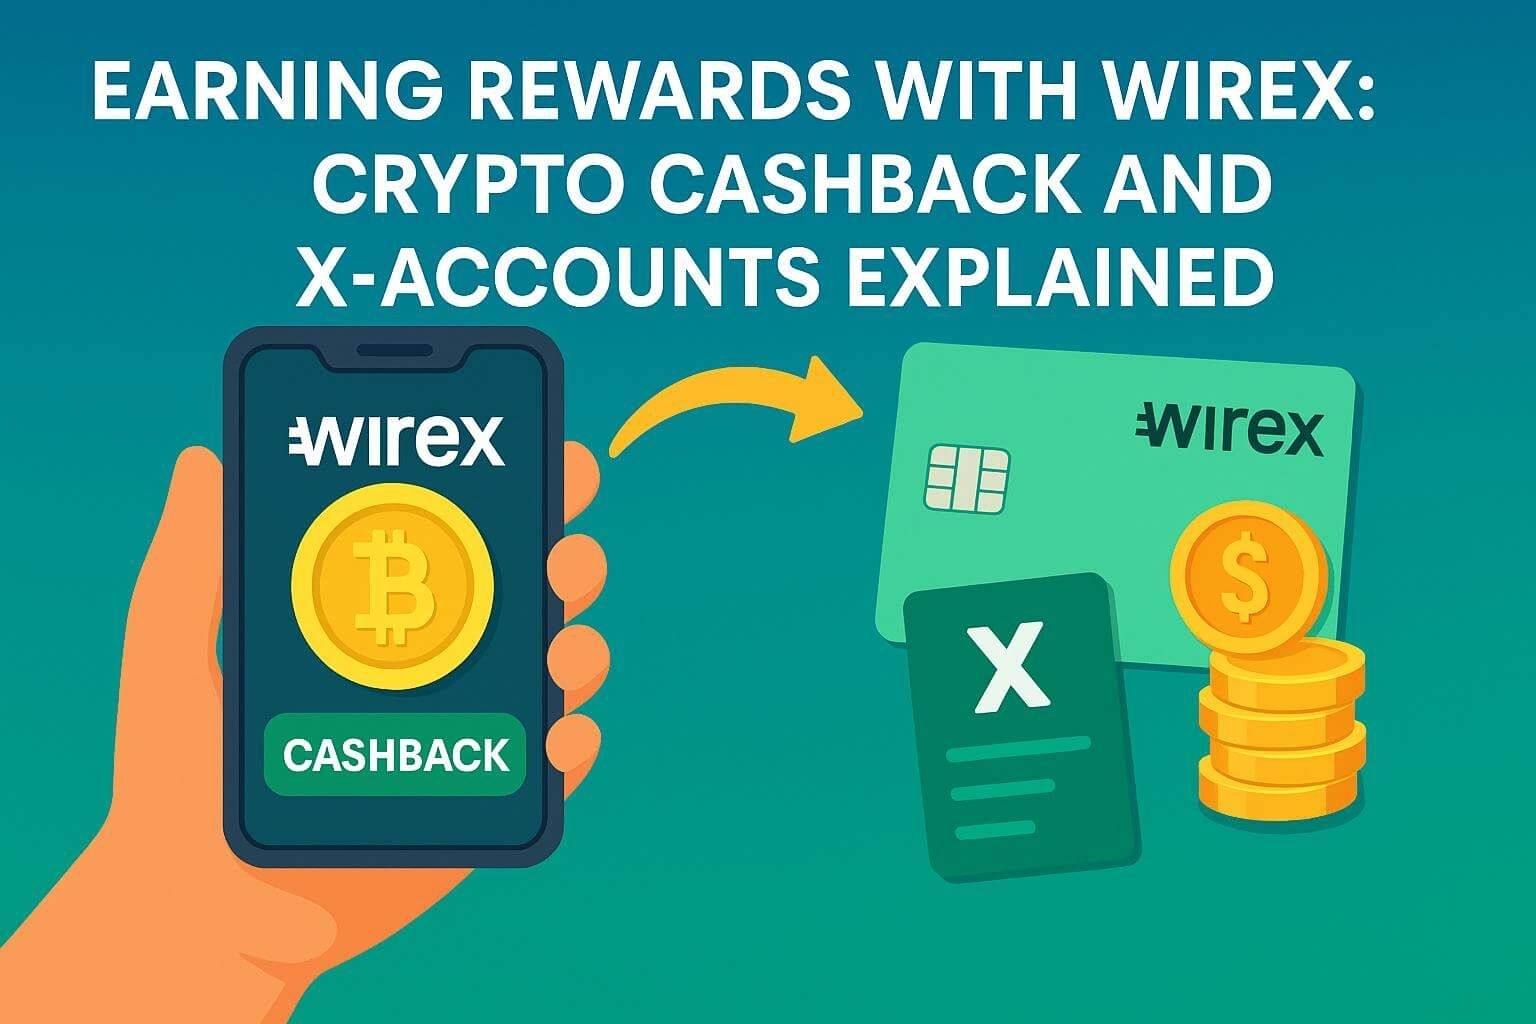 EARNING REWARDS WITH WIREX:
CRYPTO CASHBACK AND
X-ACCOUNTS EXPLAINED
wirex
CASHBACK
wirex
$
X